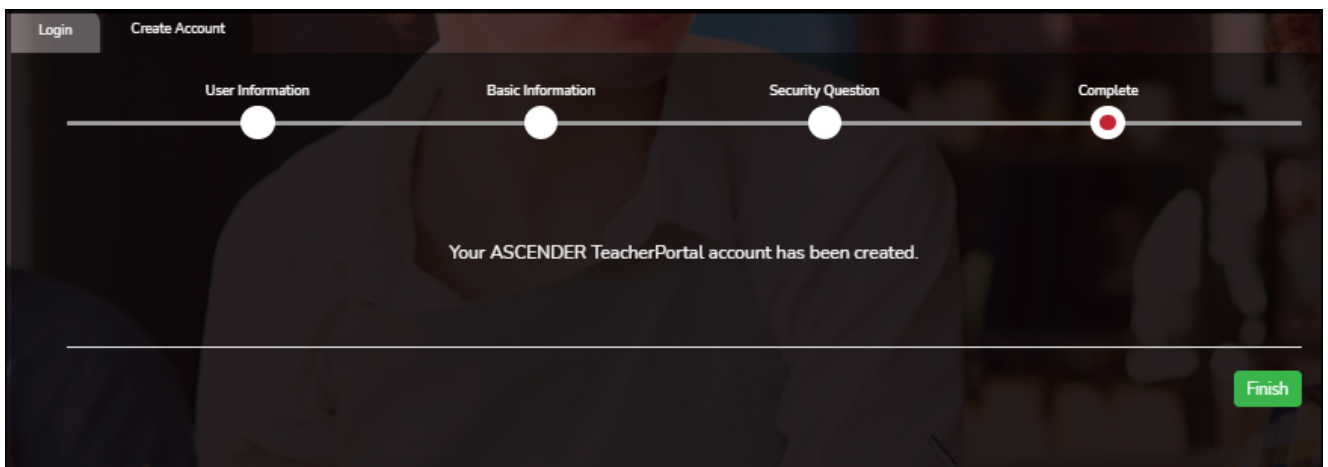 Login
Create Account
User Information
Basic Information
Security Question
Complete
Your ASCENDER TeacherPortal account has been created.
Finish